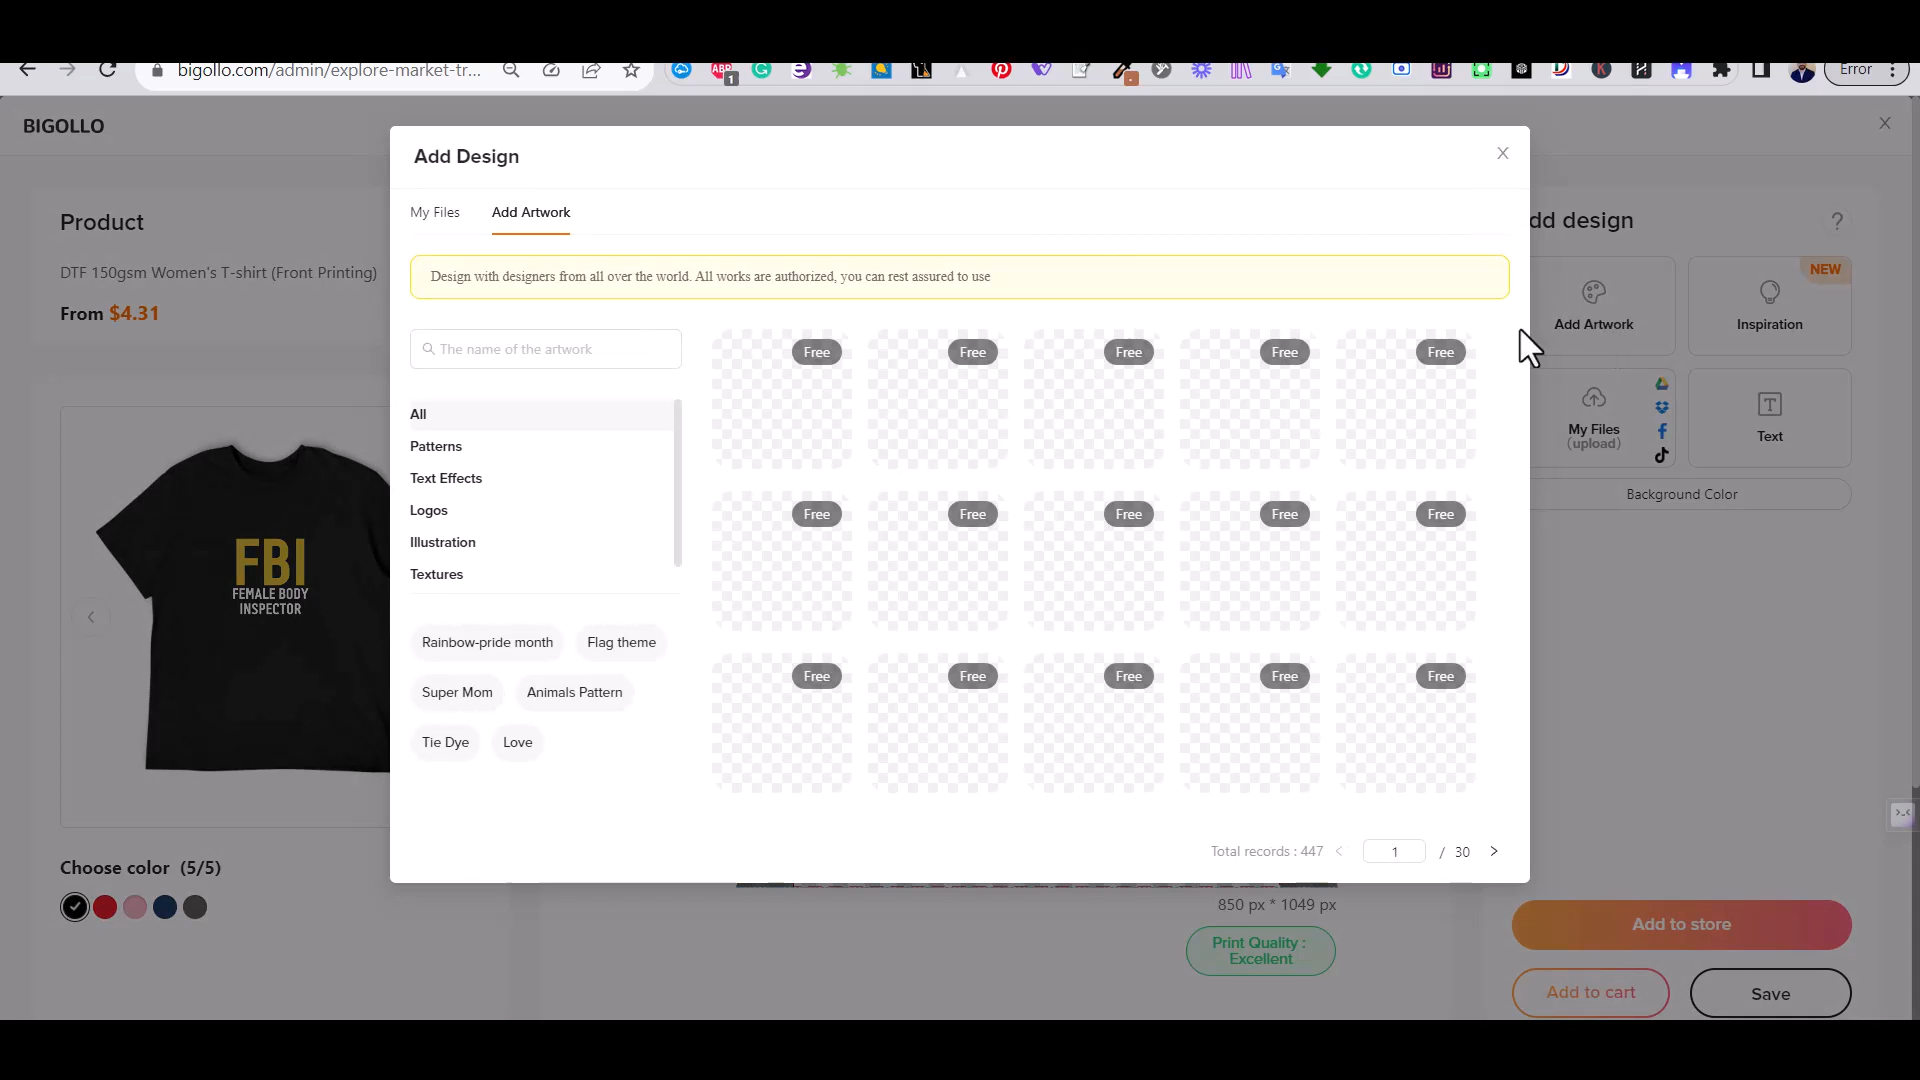 bigollo.com/admin/explore-market-tr...
ABP
1
Error
BIGOLLO
Product
DTF 150gsm Women's T-shirt (Front Printing)
From $4.31
FBI
FEMALE BODY
INSPECTOR
Choose color (5/5)
Add Design
My Files
Add Artwork
Design with designers from all over the world. All works are authorized, you can rest assured to use
The name of the artwork
All
Patterns
Text Effects
Logos
Illustration
Textures
Rainbow-pride month
Flag theme
Super Mom
Animals Pattern
Tie Dye
Love
Free Free Free Free Free
Free Free Free Free Free
Free Free Free Free Free
Total records : 447
1 / 30
850 px * 1049 px
Print Quality :
Excellent
dd design
?
Add Artwork
NEW
Inspiration
My Files
(upload)
T
Text
Background Color
Add to store
Add to cart
Save